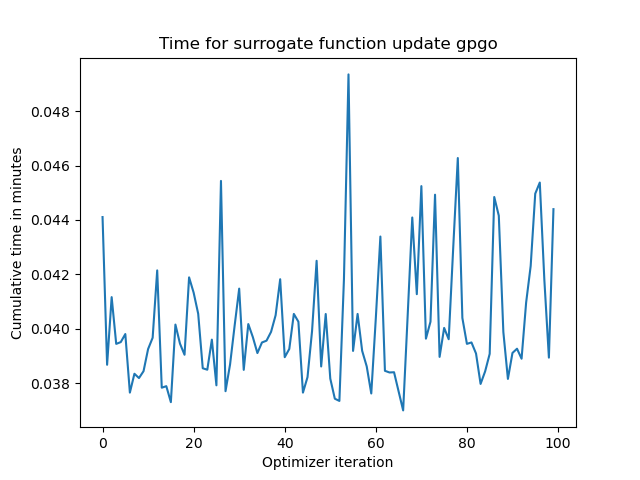 Time for surrogate function update gpgo
Cumulative time in minutes
0.048
0.046
0.044
0.042
0.040
0.038
0 20 40 60 80 100
Optimizer iteration